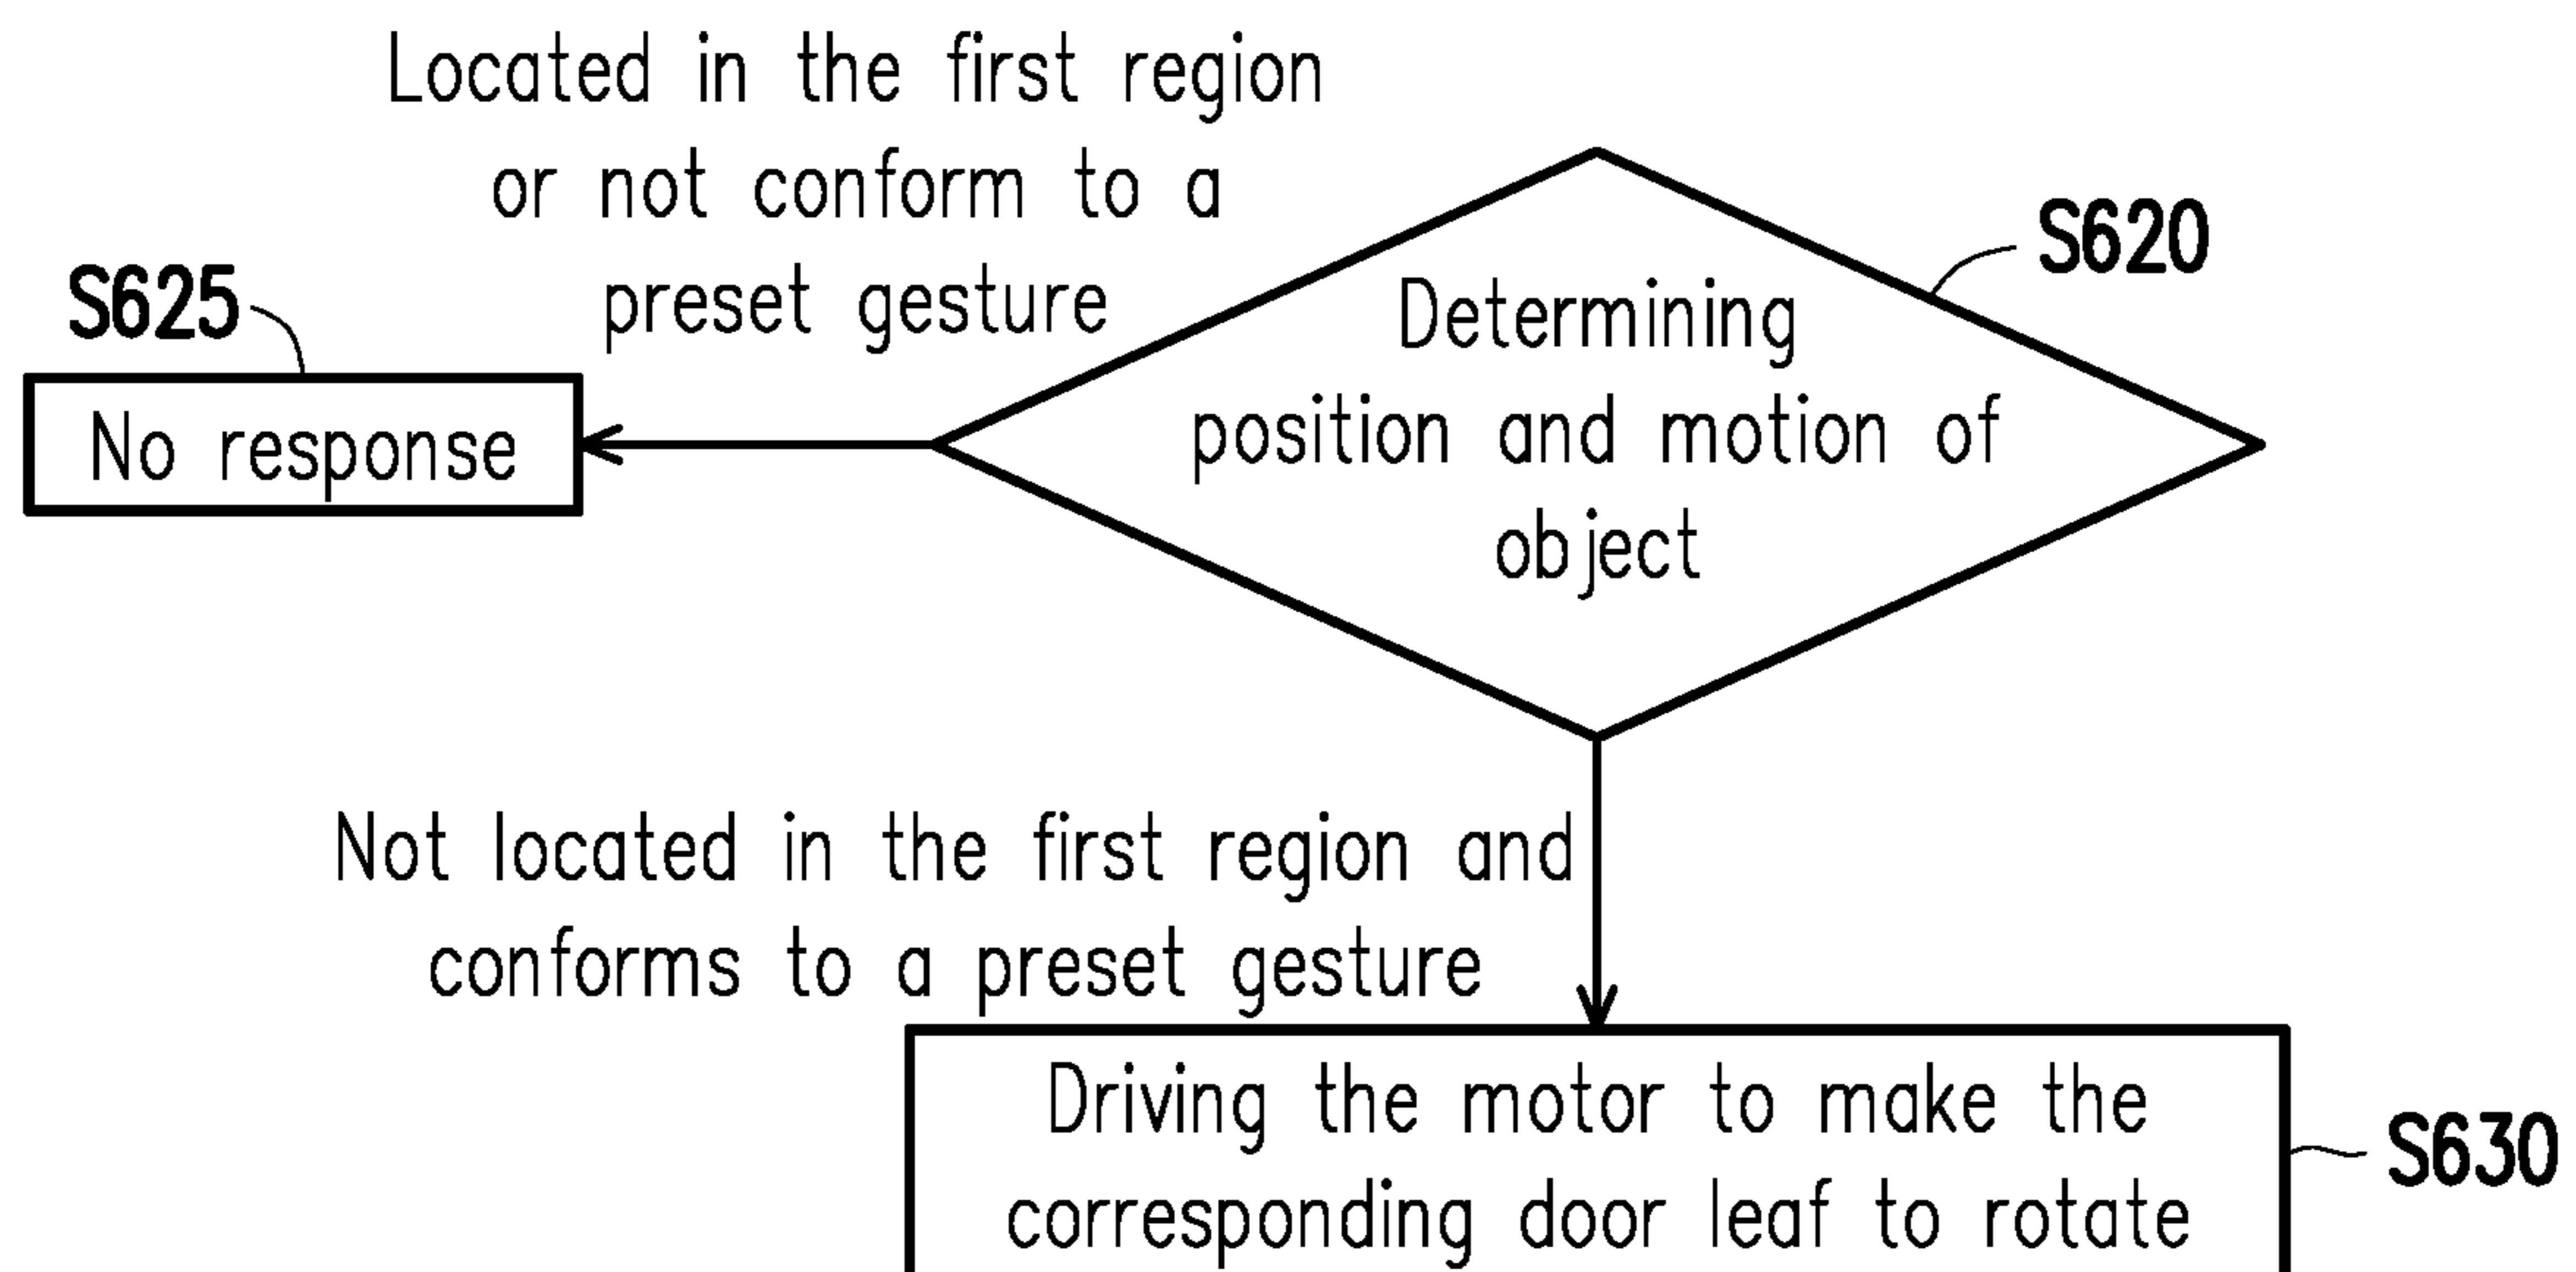 Located in the first region
or not conform to a
preset gesture
S620
S625
Determining
position and motion of
object
No response
Not located in the first region and
conforms to a preset gesture
Driving the motor to make the
corresponding door leaf to rotate
S630